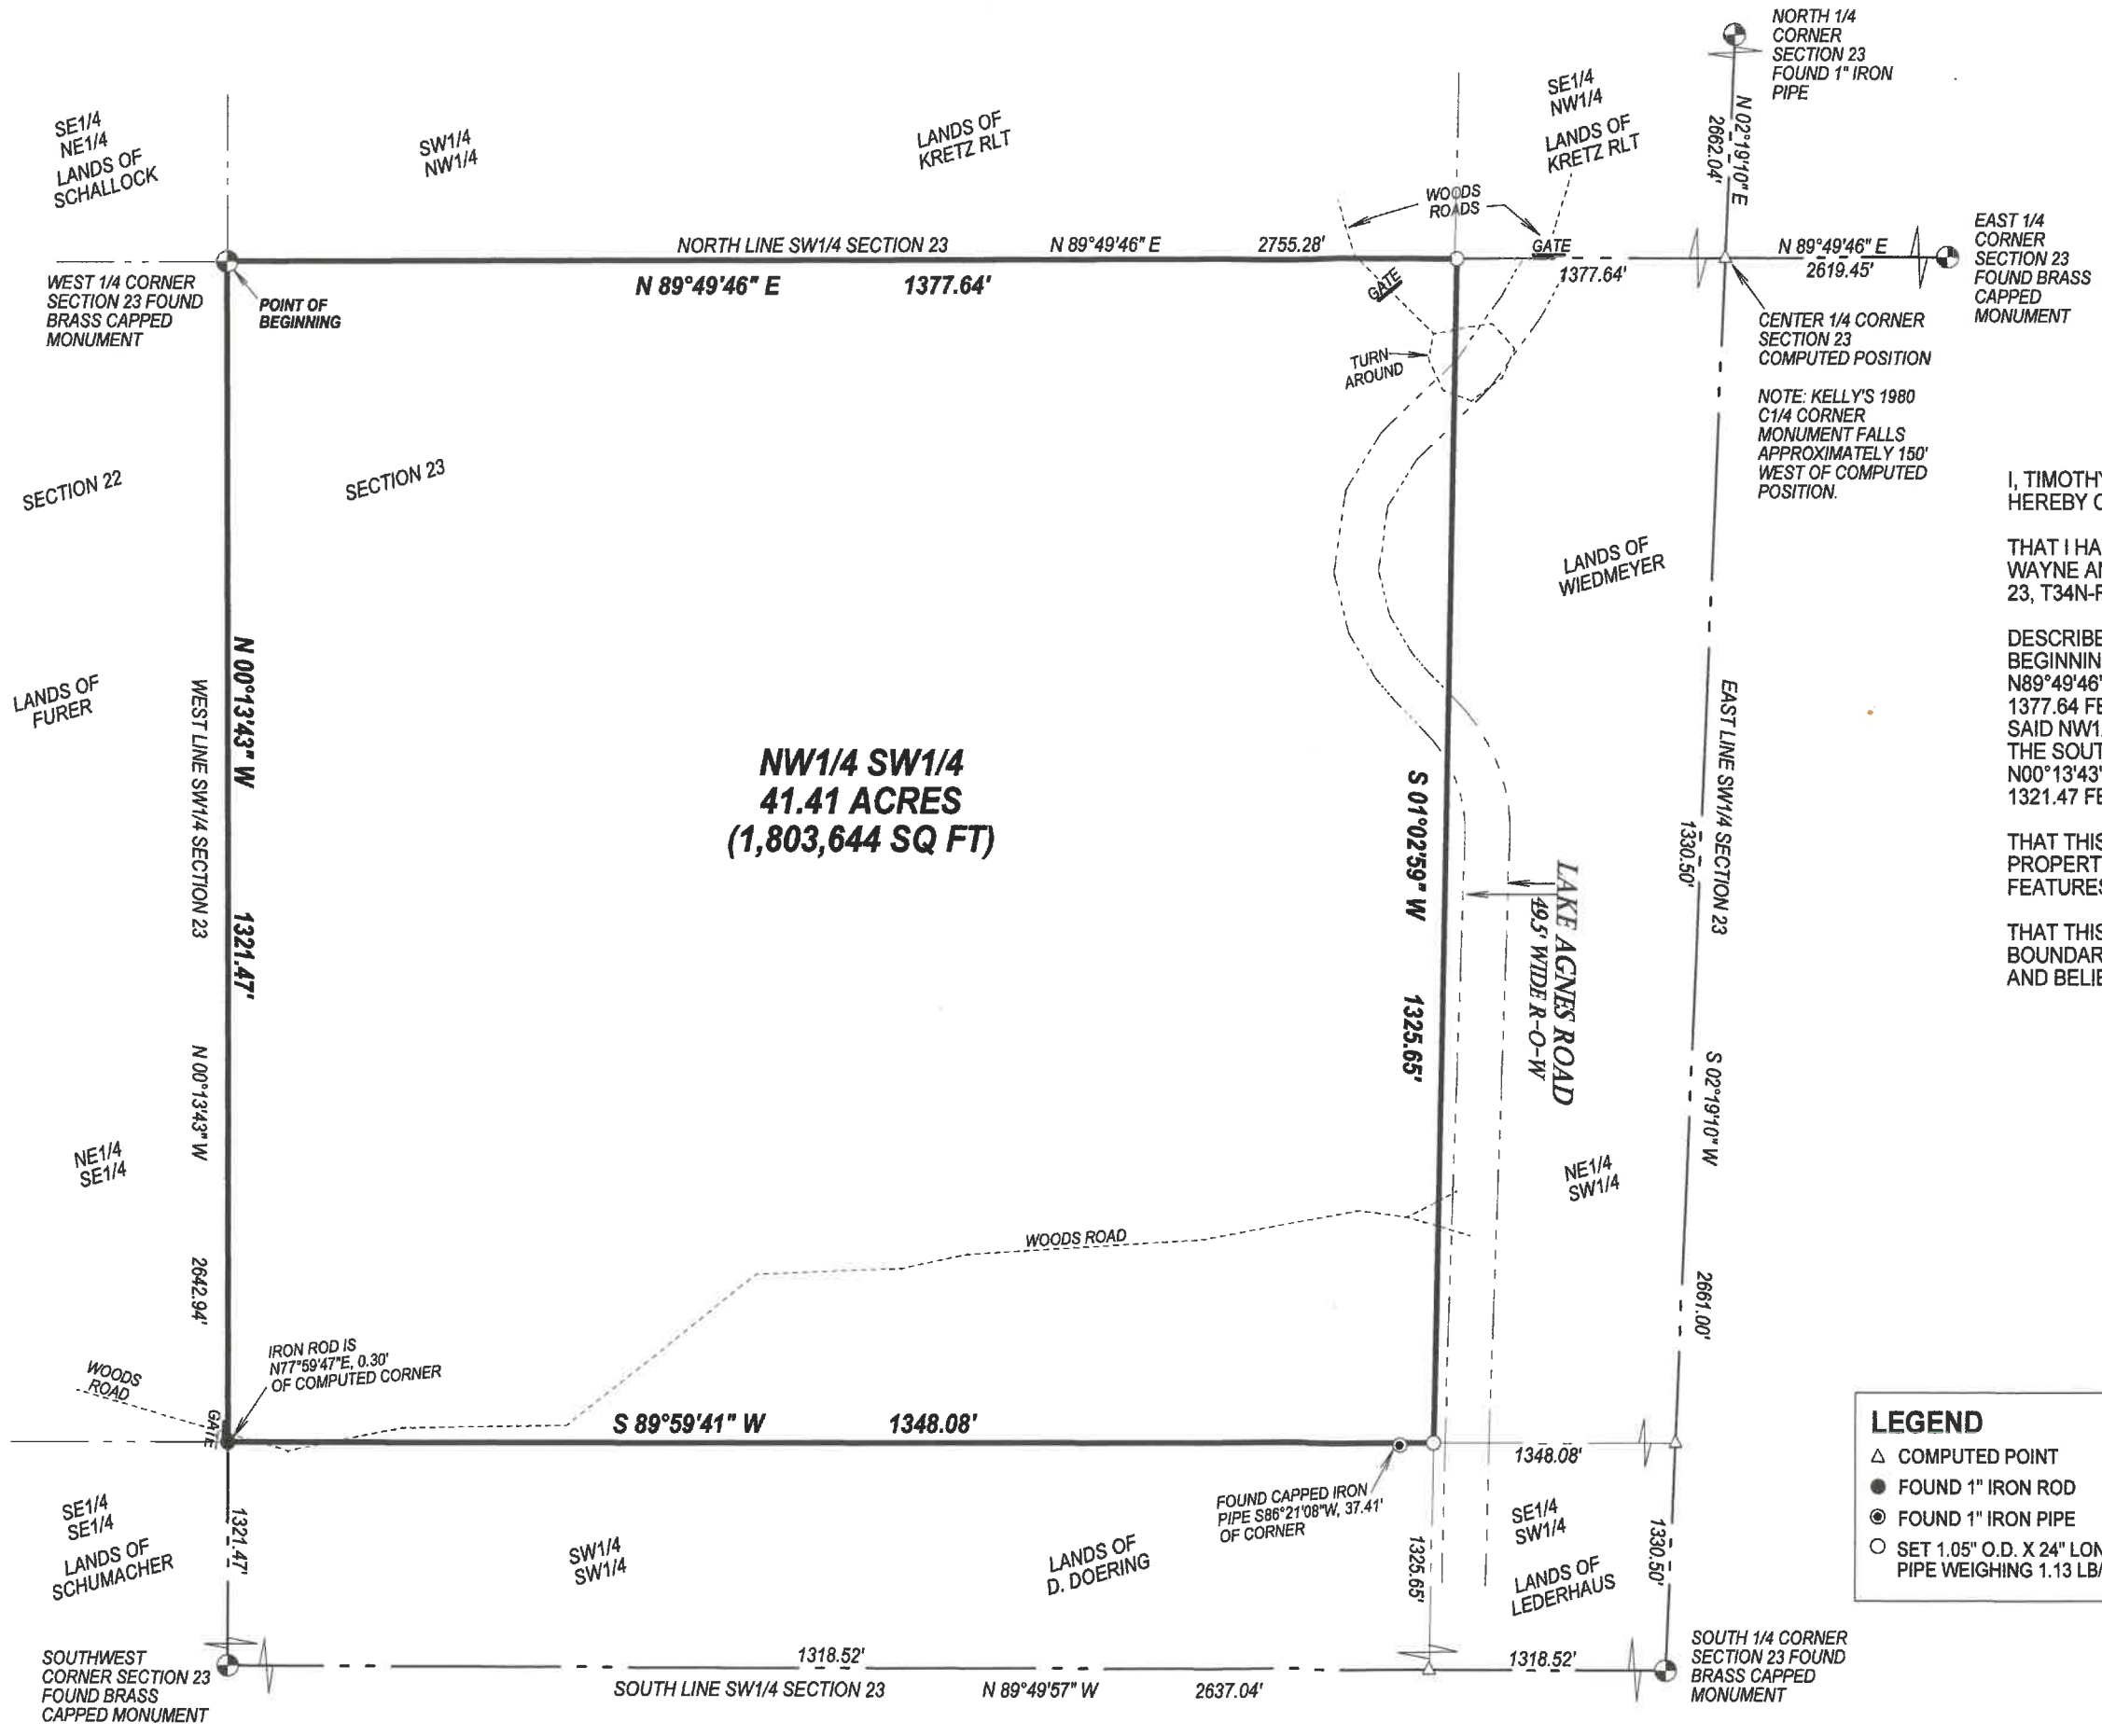 NORTH 1/4
CORNER
SECTION 23
FOUND 1" IRON
PIPE
N 02°19'10" E
2662.04'
SE1/4
NE1/4
LANDS OF
SCHALLOCK
SW1/4
NW1/4
LANDS OF
KRETZ RLT
SE1/4
NW1/4
LANDS OF
KRETZ RLT
WOODS
ROADS
NORTH LINE SW1/4 SECTION 23
N 89°49'46" E
2755.28'
GATE
N 89°49'46" E
2619.45'
EAST 1/4
CORNER
SECTION 23
FOUND BRASS
CAPPED
MONUMENT
WEST 1/4 CORNER
SECTION 23 FOUND
BRASS CAPPED
MONUMENT
POINT OF
BEGINNING
N 89°49'46" E
1377.64'
GATE
1377.64'
CENTER 1/4 CORNER
SECTION 23
COMPUTED POSITION
TURN
AROUND
NOTE: KELLY'S 1980
C1/4 CORNER
MONUMENT FALLS
APPROXIMATELY 150'
WEST OF COMPUTED
POSITION.
SECTION 22
SECTION 23
I, TIMOTHY
HEREBY C
THAT I HA
WAYNE AN
23, T34N-R
DESCRIBE
BEGINNIN
N89°49'46"
1377.64 FE
SAID NW1/
THE SOUT
N00°13'43"
1321.47 FE
THAT THIS
PROPERT
FEATURES
THAT THIS
BOUNDAR
AND BELIE
LANDS OF
WIEDMEYER
LANDS OF
FURER
N 00°13'43" W
1321.47'
WEST LINE SW1/4 SECTION 23
N 00°13'43" W
2642.94'
NW1/4 SW1/4
41.41 ACRES
(1,803,644 SQ FT)
S 01°02'59" W
1325.65'
LAKE AGNES ROAD
49.5' WIDE R-O-W
EAST LINE SW1/4 SECTION 23
1330.50'
S 02°19'10" W
2661.00'
NE1/4
SE1/4
NE1/4
SW1/4
WOODS ROAD
IRON ROD IS
N77°59'47"E, 0.30'
OF COMPUTED CORNER
WOODS
ROAD
GATE
S 89°59'41" W
1348.08'
1348.08'
FOUND CAPPED IRON
PIPE S86°21'08"W, 37.41'
OF CORNER
LEGEND
COMPUTED POINT
FOUND 1" IRON ROD
FOUND 1" IRON PIPE
SET 1.05" O.D. X 24" LON
PIPE WEIGHING 1.13 LB/
SE1/4
SE1/4
LANDS OF
SCHUMACHER
1321.47'
SW1/4
SW1/4
LANDS OF
D. DOERING
1325.65'
SE1/4
SW1/4
LANDS OF
LEDERHAUS
1330.50'
SOUTHWEST
CORNER SECTION 23
FOUND BRASS
CAPPED MONUMENT
1318.52'
1318.52'
SOUTH LINE SW1/4 SECTION 23
N 89°49'57" W
2637.04'
SOUTH 1/4 CORNER
SECTION 23 FOUND
BRASS CAPPED
MONUMENT